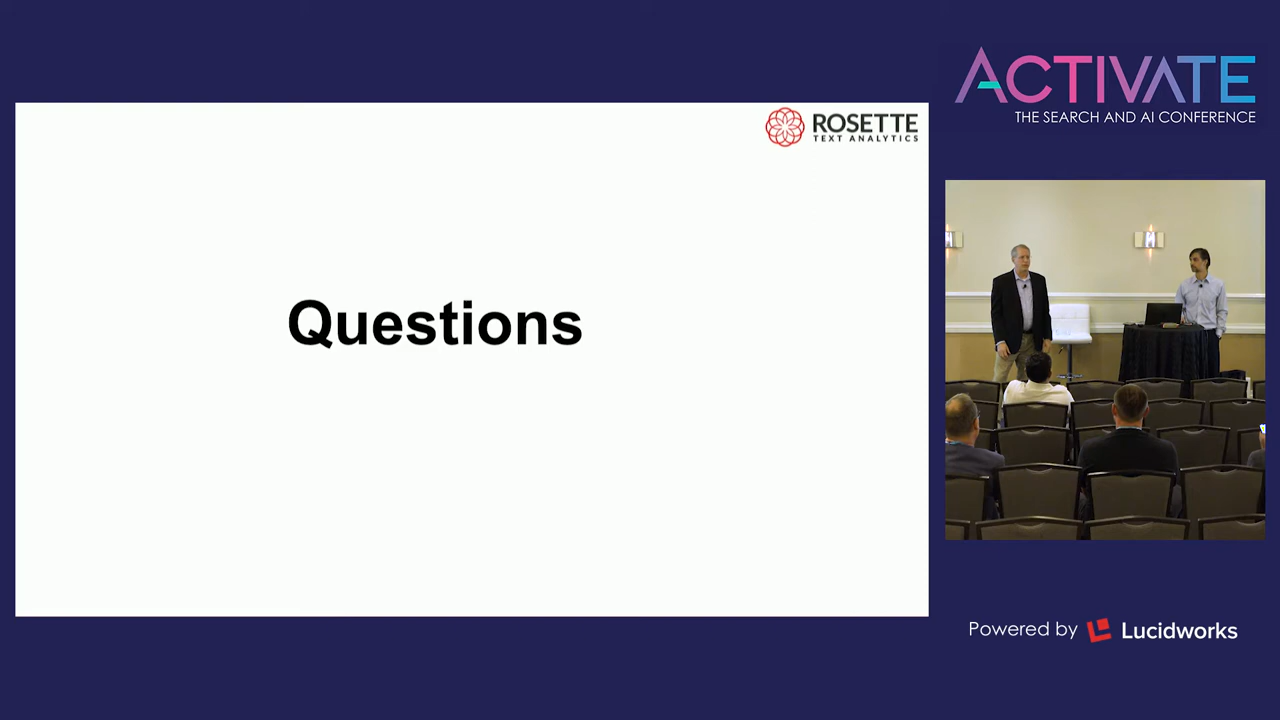 ACTIVATE
THE SEARCH AND AI CONFERENCE
ROSETTE
TEXT ANALYTICS
Questions
Powered by Lucidworks